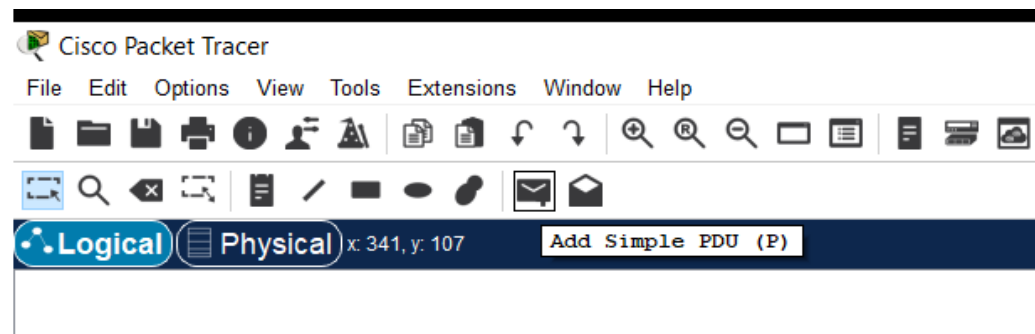 Cisco Packet Tracer
File Edit Options View Tools Extensions Window Help
Logical Physical x: 341, y: 107
Add Simple PDU (P)